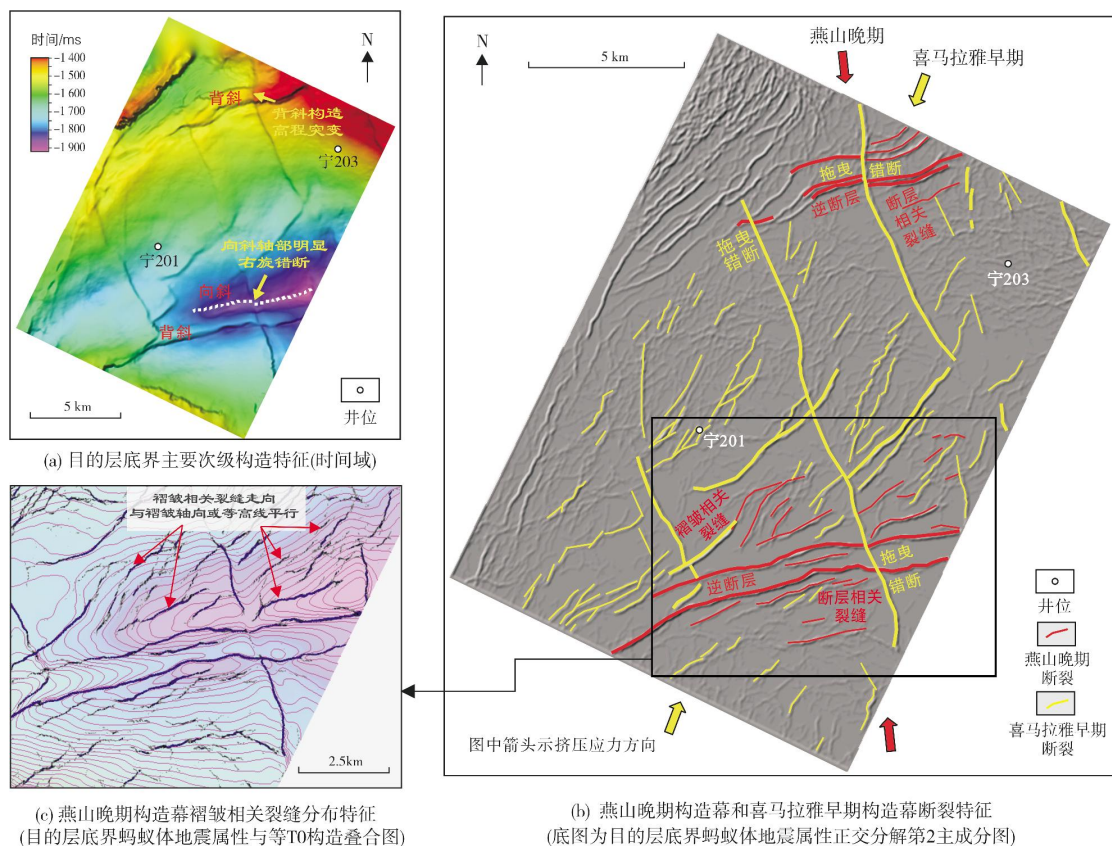 时间/ms
-1 400
-1 500
-1 600
-1 700
-1 800
-1 900
N
背斜
背斜构造
高程突变
宁203
宁201
向斜轴部明显
右旋错断
向斜
背斜
5 km
井位
(a) 目的层底界主要次级构造特征(时间域)
褶皱相关裂缝走向
与褶皱轴向或等高线平行
2.5km
(c) 燕山晚期构造幕褶皱相关裂缝分布特征
(目的层底界蚂蚁体地震属性与等T0构造叠合图)
N
5 km
燕山晚期
喜马拉雅早期
拖曳
错断
逆断层
断层
相关
裂缝
拖曳
错断
宁203
宁201
褶皱相关
裂缝
逆断层
拖曳
错断
断层相关
裂缝
图中箭头示挤压应力方向
井位
燕山晚期
断裂
喜马拉雅早期
断裂
(b) 燕山晚期构造幕和喜马拉雅早期构造幕断裂特征
(底图为目的层底界蚂蚁体地震属性正交分解第2主成分图)